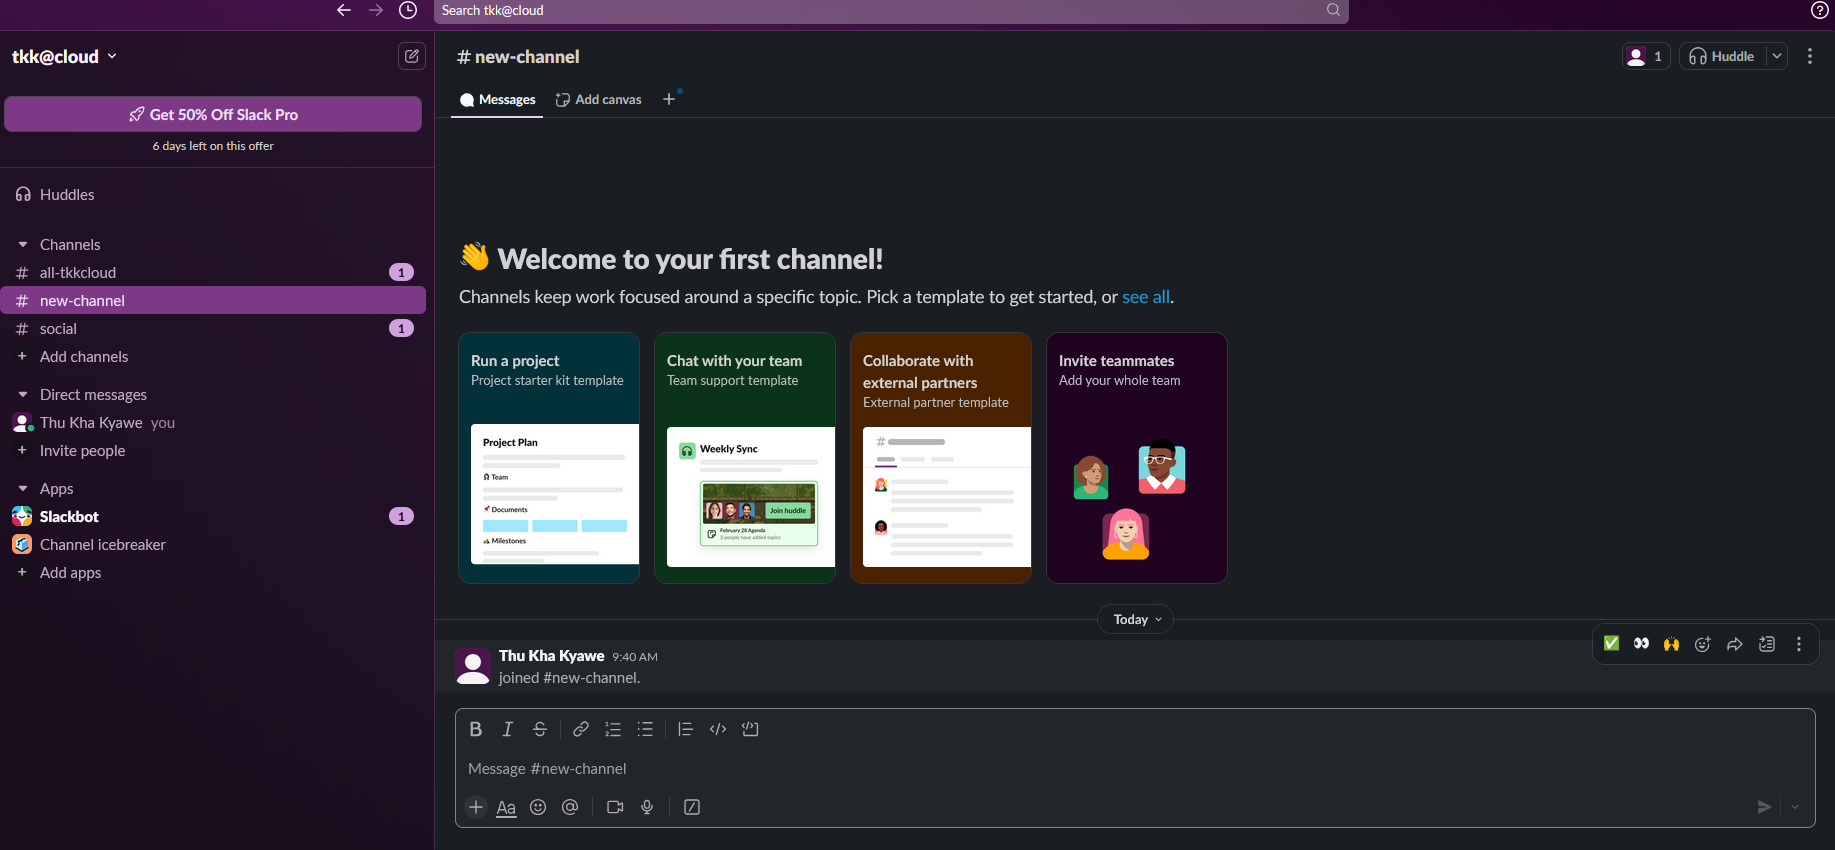 Search tkk@cloud
tkk@cloud
Get 50% Off Slack Pro
6 days left on this offer
Huddles
Channels
# all-tkkcloud 1
# new-channel
# social 1
+ Add channels
Direct messages
Thu Kha Kyawe you
+ Invite people
Apps
Slackbot 1
Channel icebreaker
+ Add apps
# new-channel
1
Huddle
Messages
Add canvas
+
👋 Welcome to your first channel!
Channels keep work focused around a specific topic. Pick a template to get started, or see all.
Run a project
Project starter kit template
Project Plan
Team
Documents
Milestones
Chat with your team
Team support template
Weekly Sync
Join huddle
February 28 Agenda
3 people have added topics
Collaborate with
external partners
External partner template
#
Invite teammates
Add your whole team
Today
Thu Kha Kyawe 9:40 AM
joined #new-channel.
B I S
Message #new-channel
+ Aa @